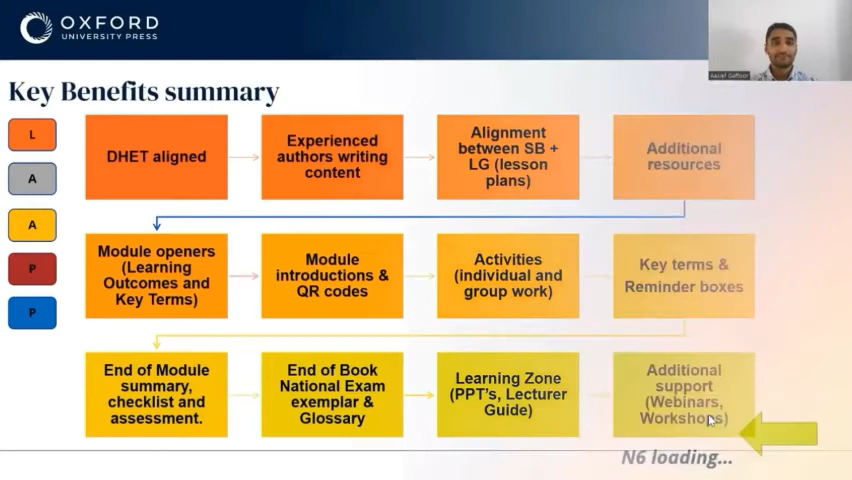 OXFORD
UNIVERSITY PRESS
Aasief Gaffoor
Key Benefits summary
L
A
A
P
P
DHET aligned
Experienced
authors writing
content
Alignment
between SB +
LG (lesson
plans)
Additional
resources
Module openers
(Learning
Outcomes and
Key Terms)
Module
introductions &
QR codes
Activities
(individual and
group work)
Key terms &
Reminder boxes
End of Module
summary,
checklist and
assessment.
End of Book
National Exam
exemplar &
Glossary
Learning Zone
(PPT's, Lecturer
Guide)
Additional
support
(Webinars,
Workshops)
N6 loading...